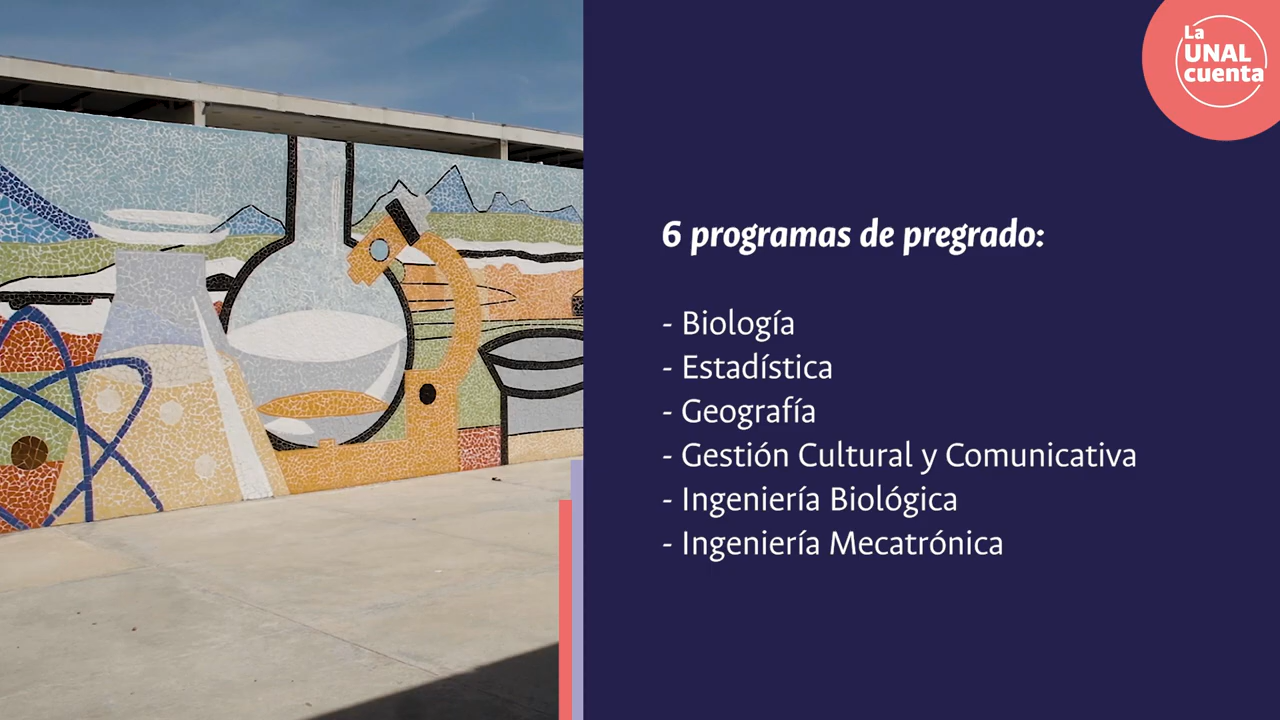 La
UNAL
cuenta
6 programas de pregrado:
- Biología
- Estadística
- Geografía
- Gestión Cultural y Comunicativa
- Ingeniería Biológica
- Ingeniería Mecatrónica